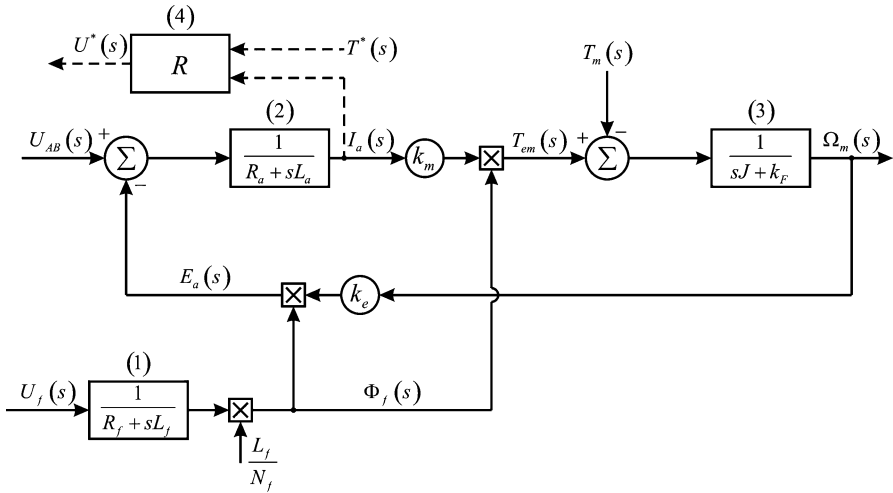 (4)
U*(s)
R
T*(s)
T_m(s)
(2)
(3)
U_AB(s)
+
Σ
−
1
R_a + sL_a
I_a(s)
k_m
×
T_em(s)
+
−
Σ
1
sJ + k_F
Ω_m(s)
E_a(s)
×
k_e
(1)
U_f(s)
1
R_f + sL_f
×
Φ_f(s)
L_f
N_f